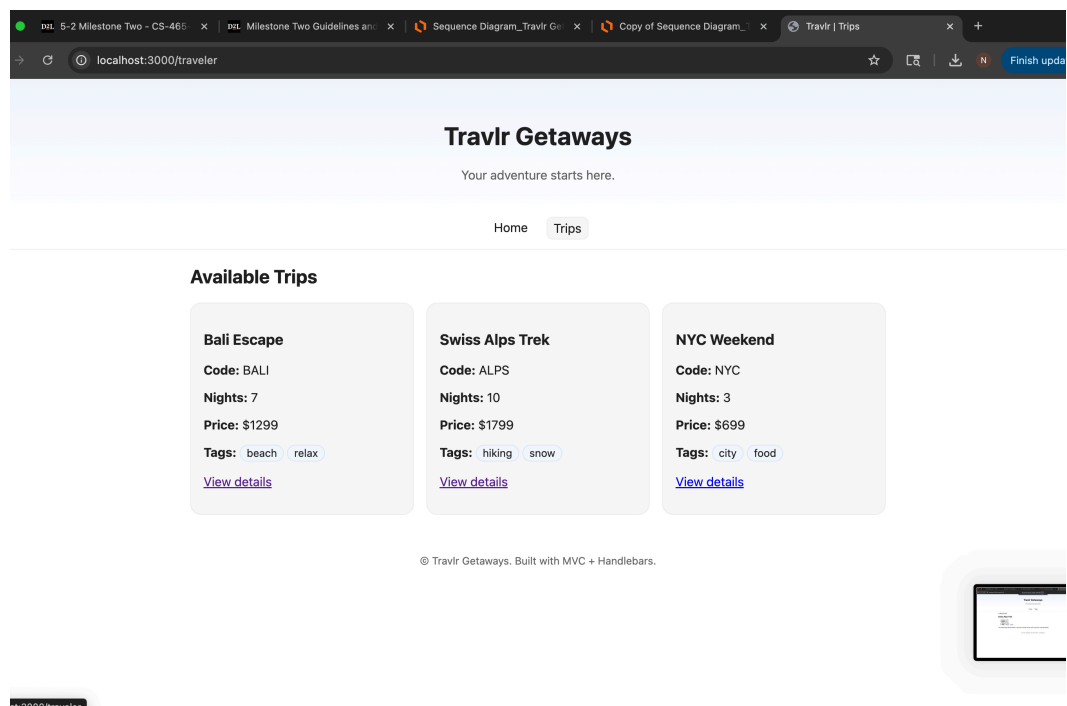 5-2 Milestone Two - CS-465-
Milestone Two Guidelines and
Sequence Diagram_Travlr Ge
Copy of Sequence Diagram_T
Travlr | Trips
localhost:3000/traveler
N
Finish upda
Travlr Getaways
Your adventure starts here.
Home Trips
Available Trips
Bali Escape
Code: BALI
Nights: 7
Price: $1299
Tags: beach relax
View details
Swiss Alps Trek
Code: ALPS
Nights: 10
Price: $1799
Tags: hiking snow
View details
NYC Weekend
Code: NYC
Nights: 3
Price: $699
Tags: city food
View details
© Travlr Getaways. Built with MVC + Handlebars.